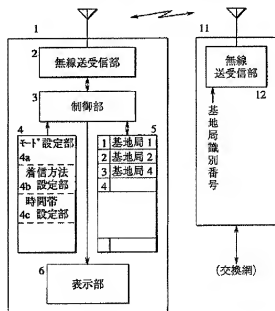 1
2
無線送受信部
3
制御部
4
ﾓｰﾄﾞ設定部
4a
着信方法
4b 設定部
時間帯
4c 設定部
5
1 基地局 1
2 基地局 2
3 基地局 4
4
6
表示部
11
無線
送受信部
12
基地局識別番号
(交換網)